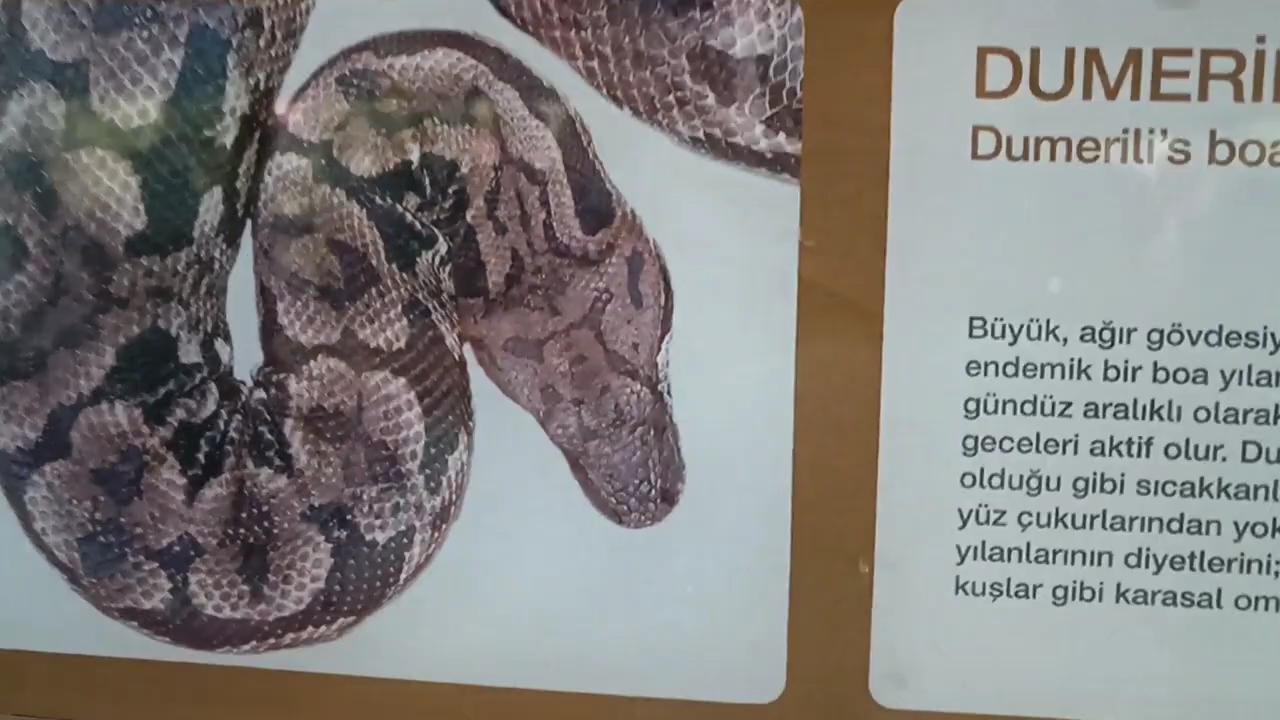 DUMERİ
Dumerili's boa
Büyük, ağır gövdesiy
endemik bir boa yılan
gündüz aralıklı olarak
geceleri aktif olur. Du
olduğu gibi sıcakkanl
yüz çukurlarından yok
yılanlarının diyetlerini;
kuşlar gibi karasal om